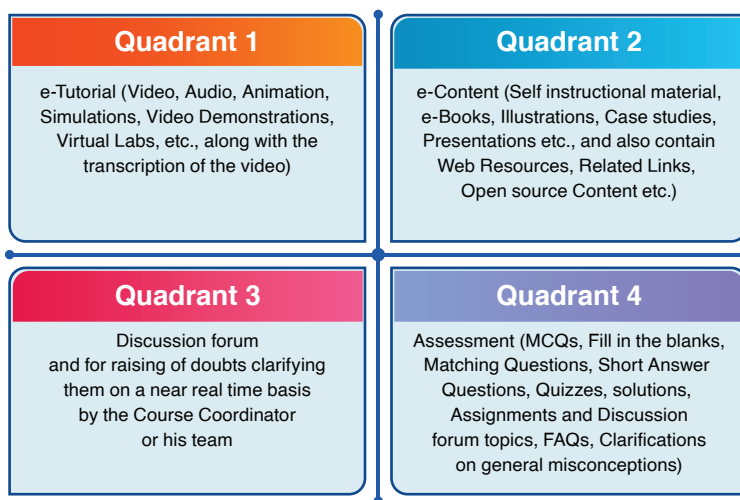 Quadrant 1
e-Tutorial (Video, Audio, Animation,
Simulations, Video Demonstrations,
Virtual Labs, etc., along with the
transcription of the video)
Quadrant 2
e-Content (Self instructional material,
e-Books, Illustrations, Case studies,
Presentations etc., and also contain
Web Resources, Related Links,
Open source Content etc.)
Quadrant 3
Discussion forum
and for raising of doubts clarifying
them on a near real time basis
by the Course Coordinator
or his team
Quadrant 4
Assessment (MCQs, Fill in the blanks,
Matching Questions, Short Answer
Questions, Quizzes, solutions,
Assignments and Discussion
forum topics, FAQs, Clarifications
on general misconceptions)